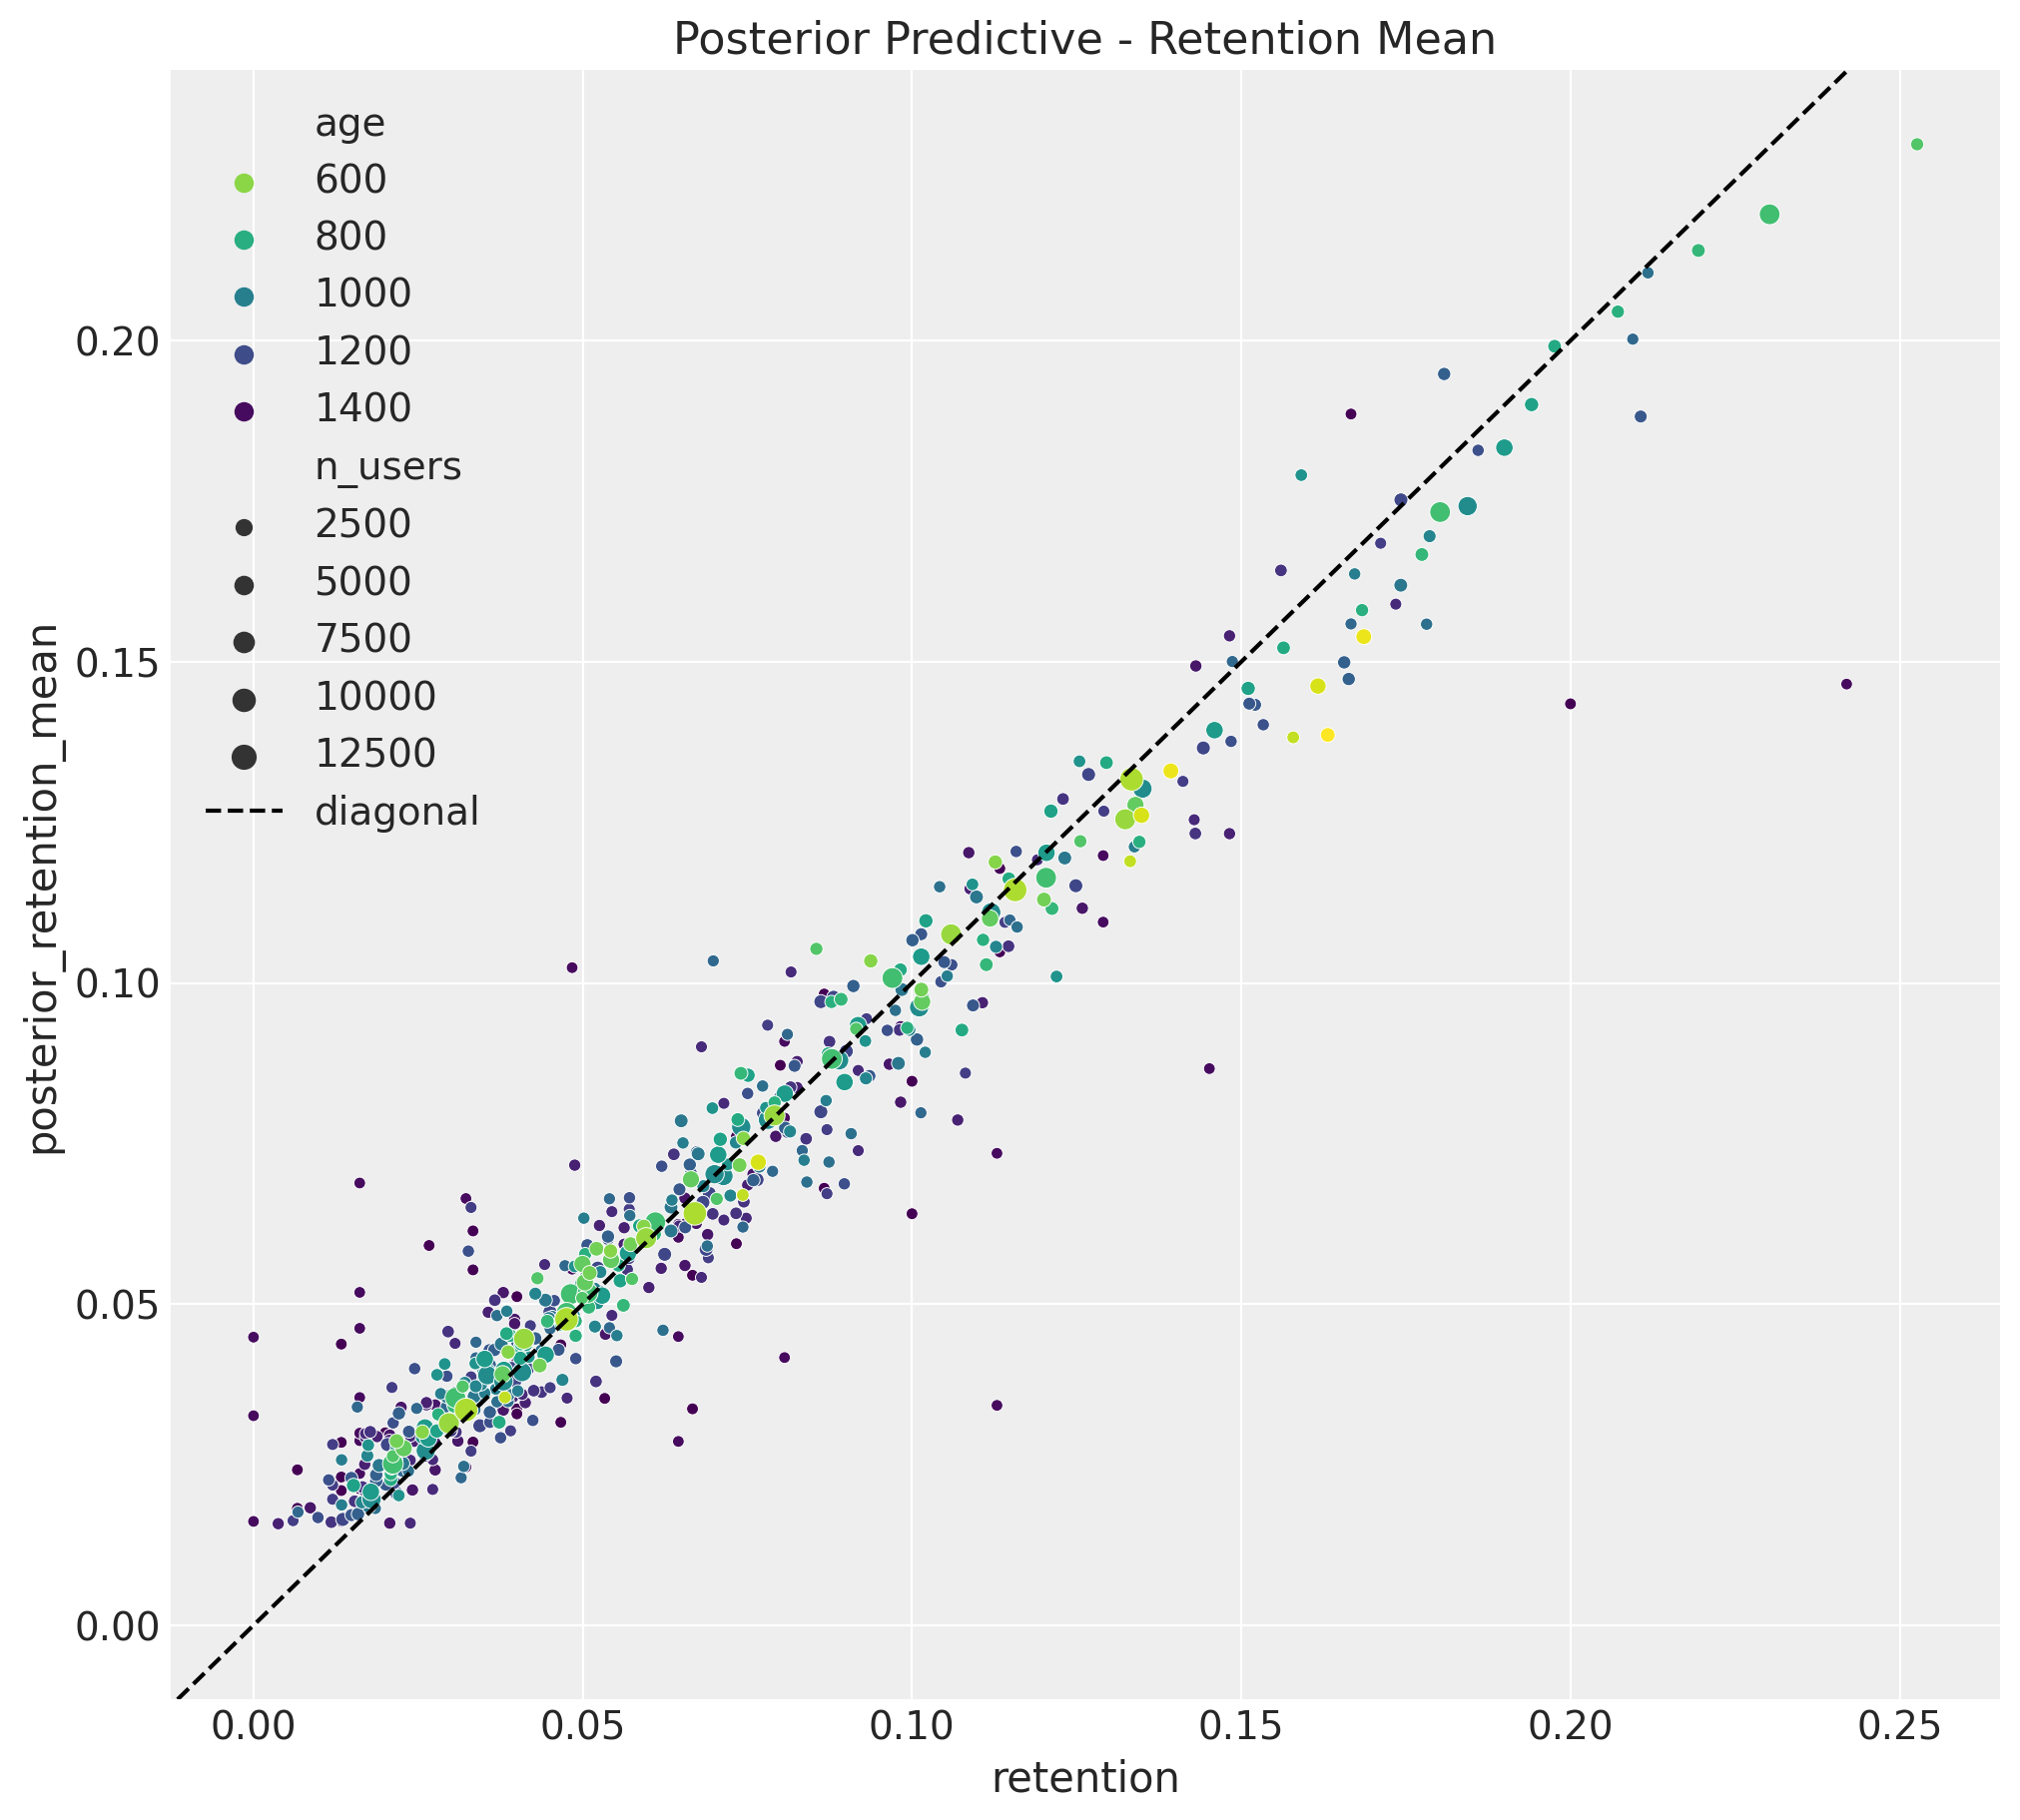 Posterior Predictive - Retention Mean
age
600
800
1000
1200
1400
n_users
2500
5000
7500
10000
12500
diagonal
posterior_retention_mean
0.20
0.15
0.10
0.05
0.00
0.00 0.05 0.10 0.15 0.20 0.25
retention